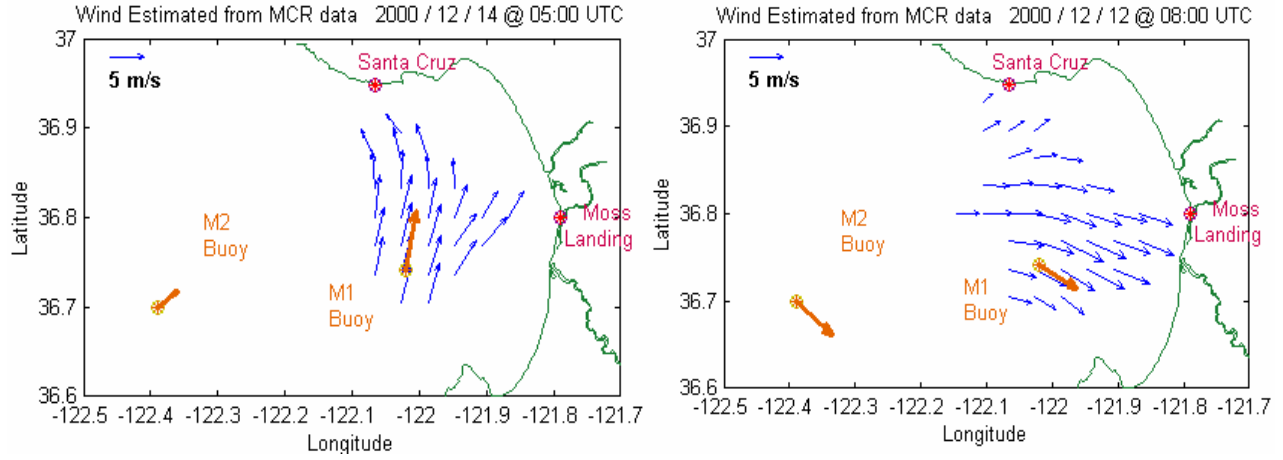 Wind Estimated from MCR data 2000 / 12 / 14 @ 05:00 UTC
37
36.9
36.8
36.7
36.6
Latitude
5 m/s
Santa Cruz
M2
Buoy
M1
Buoy
Moss
Landing
-122.5 -122.4 -122.3 -122.2 -122.1 -122 -121.9 -121.8 -121.7
Longitude
Wind Estimated from MCR data 2000 / 12 / 12 @ 08:00 UTC
37
36.9
36.8
36.7
36.6
Latitude
5 m/s
Santa Cruz
M2
Buoy
M1
Buoy
Moss
Landing
-122.5 -122.4 -122.3 -122.2 -122.1 -122 -121.9 -121.8 -121.7
Longitude